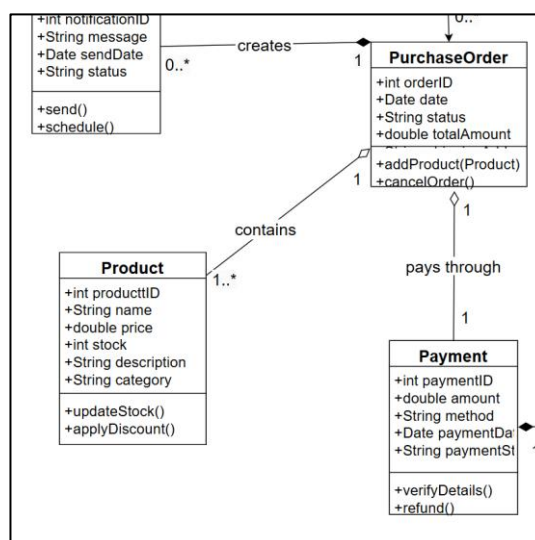 +int notificationID
+String message
+Date sendDate
+String status
+send()
+schedule()
creates
0..*
1
0..
PurchaseOrder
+int orderID
+Date date
+String status
+double totalAmount
+addProduct(Product)
+cancelOrder()
1
1
contains
1..*
pays through
1
Product
+int producttID
+String name
+double price
+int stock
+String description
+String category
+updateStock()
+applyDiscount()
Payment
+int paymentID
+double amount
+String method
+Date paymentDa
+String paymentSt
+verifyDetails()
+refund()
1